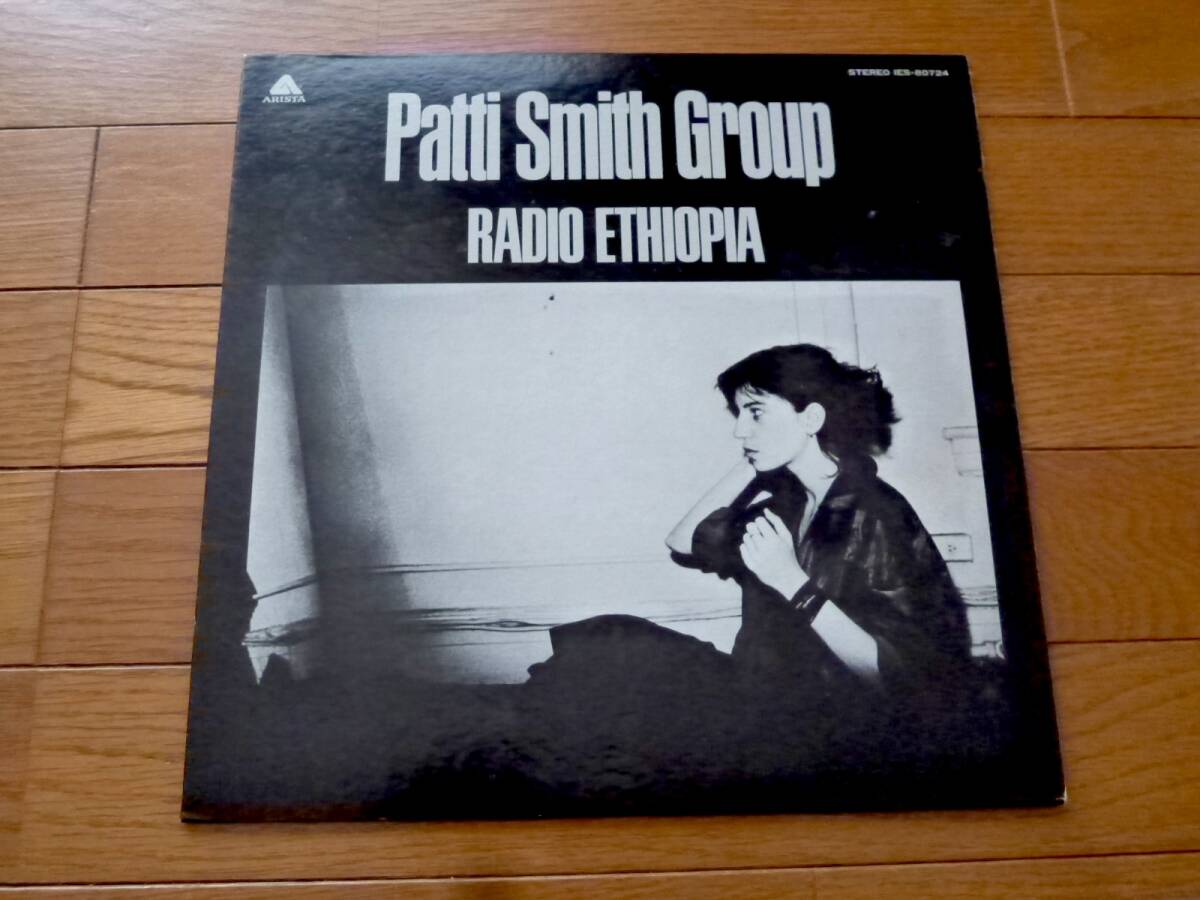 ARISTA
STEREO IES-80724
Patti Smith Group
RADIO ETHIOPIA